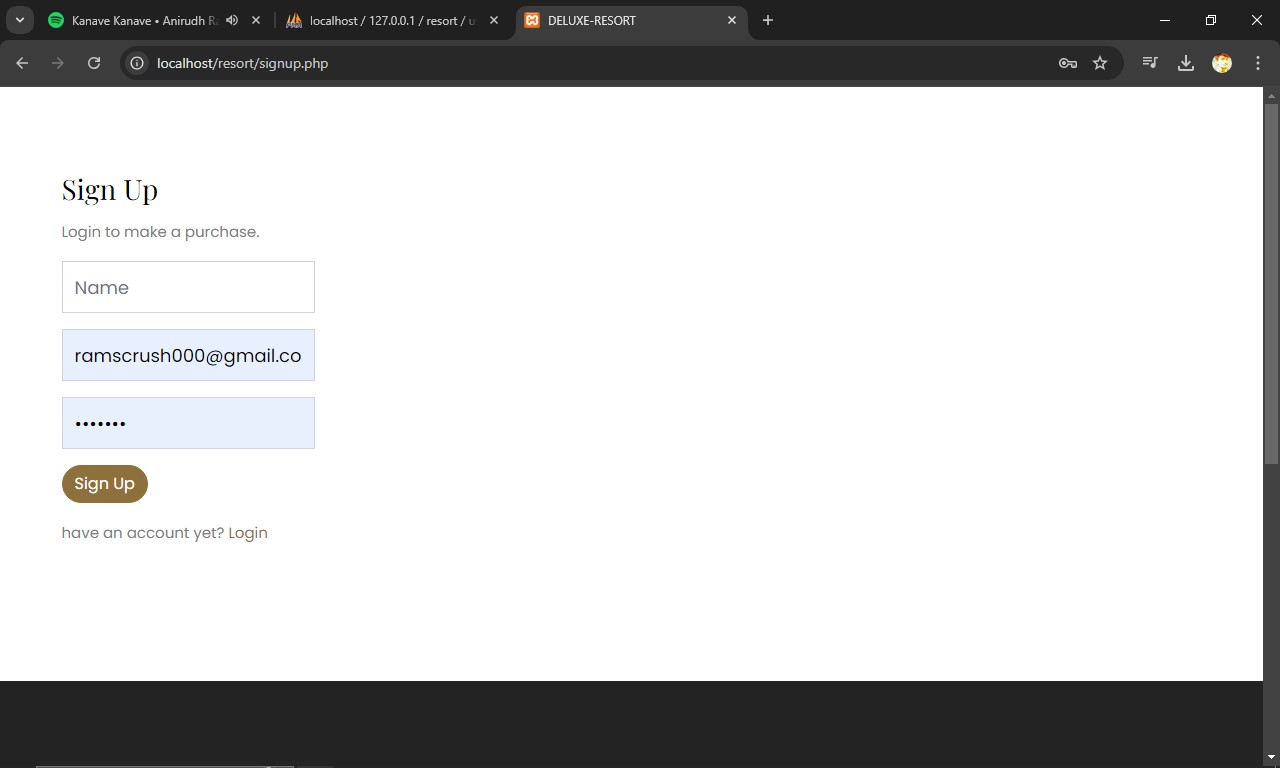 Kanave Kanave • Anirudh
localhost / 127.0.0.1 / resort /
DELUXE-RESORT
localhost/resort/signup.php
Sign Up
Login to make a purchase.
Name
ramscrush000@gmail.co
•••••••
Sign Up
have an account yet? Login